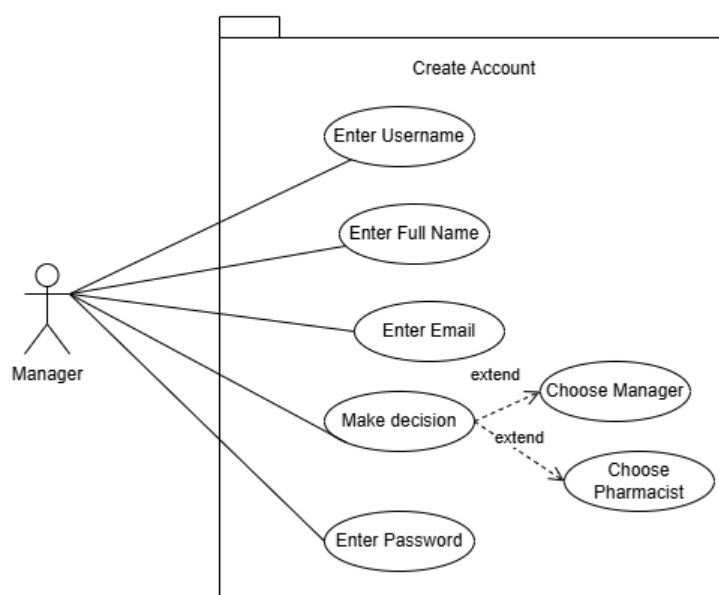 Create Account
Enter Username
Enter Full Name
Enter Email
Manager
extend
Choose Manager
Make decision
extend
Choose
Pharmacist
Enter Password